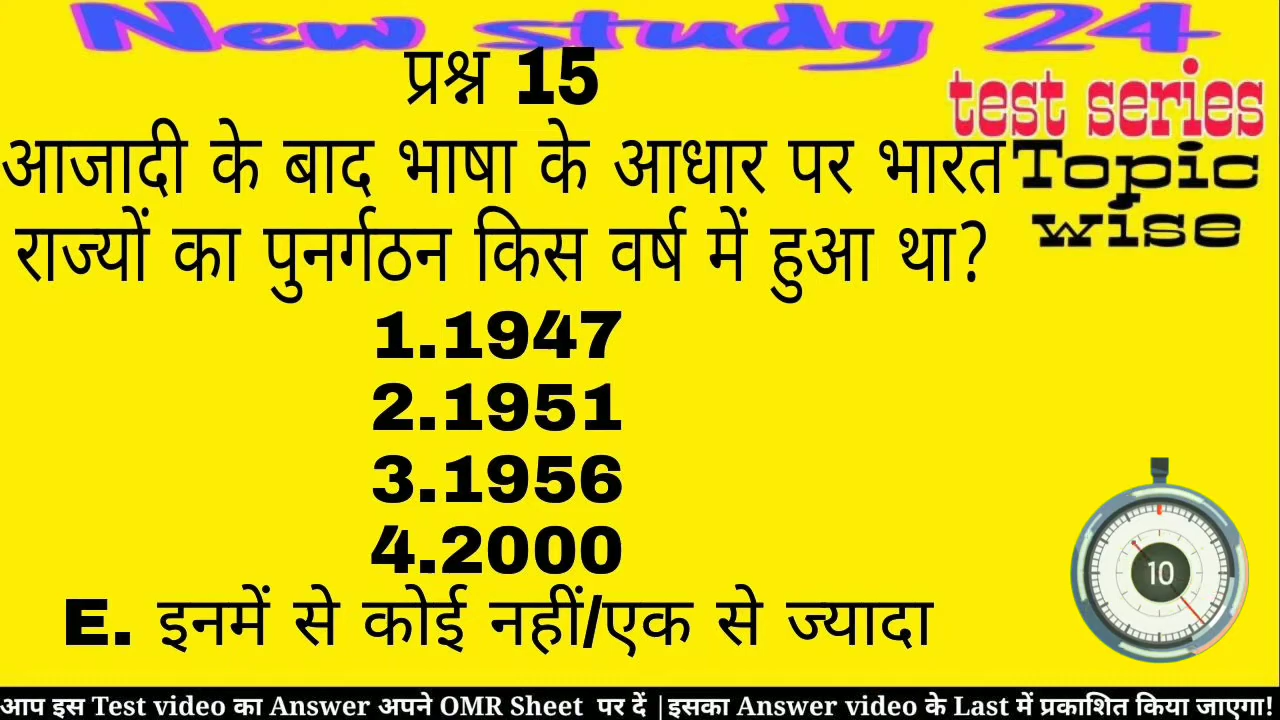 New study 24
प्रश्न 15
test series
Topic
wise
आजादी के बाद भाषा के आधार पर भारत
राज्यों का पुनर्गठन किस वर्ष में हुआ था?
1.1947
2.1951
3.1956
4.2000
E. इनमें से कोई नहीं/एक से ज्यादा
10
आप इस Test video का Answer अपने OMR Sheet पर दें |इसका Answer video के Last में प्रकाशित किया जाएगा!